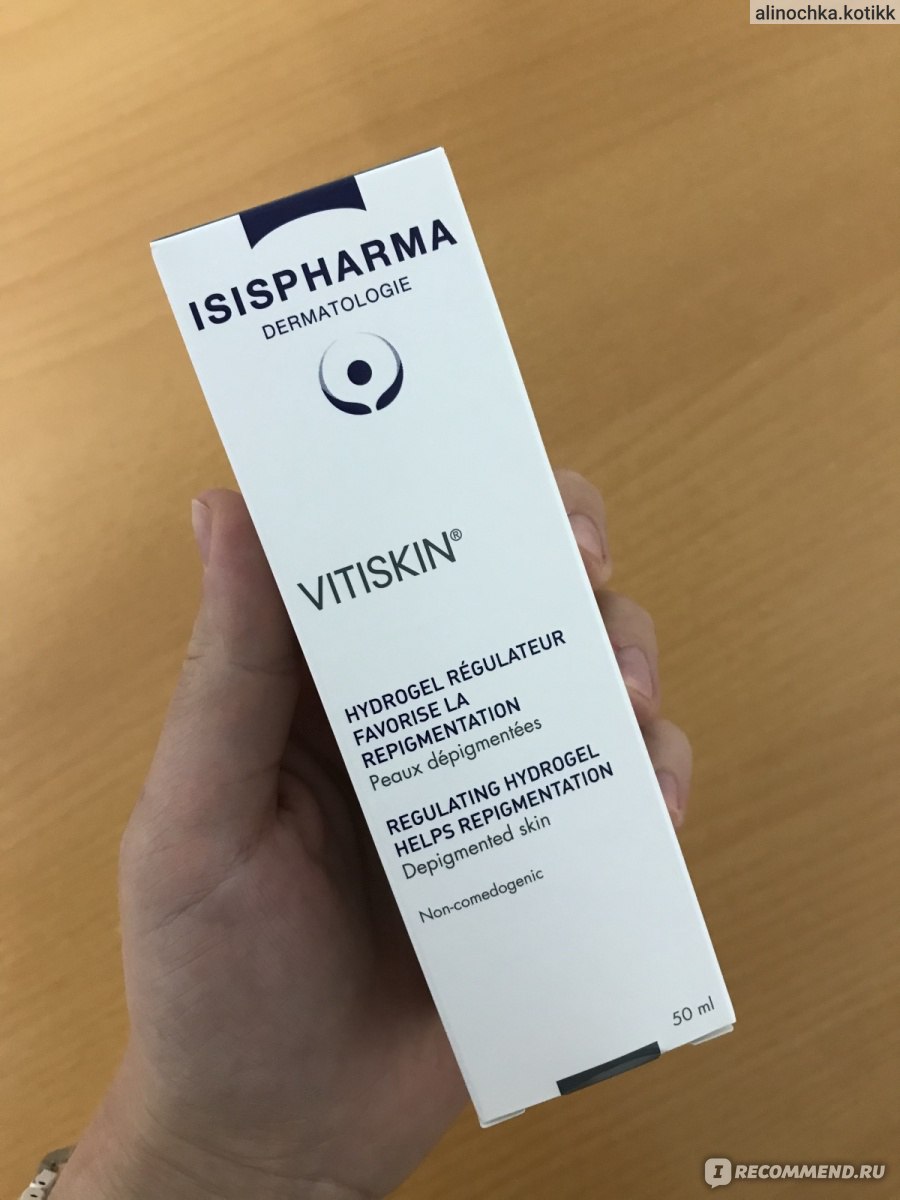 alinochka.kotikk
ISISPHARMA
DERMATOLOGIE
VITISKIN®
HYDROGEL RÉGULATEUR
FAVORISE LA
REPIGMENTATION
Peaux dépigmentées
REGULATING HYDROGEL
HELPS REPIGMENTATION
Depigmented skin
Non-comedogenic
50 ml
I RECOMMEND.RU